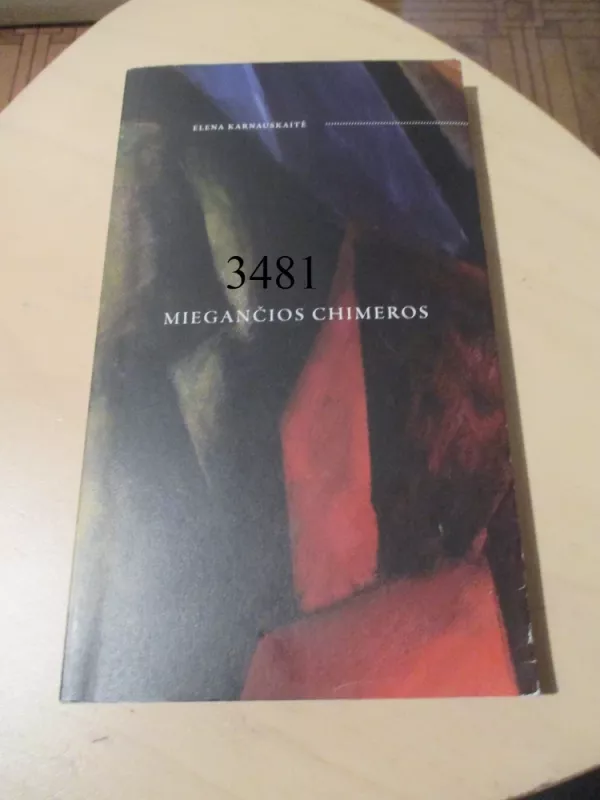 ELENA KARNAUSKAITĖ
3481
MIEGANČIOS CHIMEROS